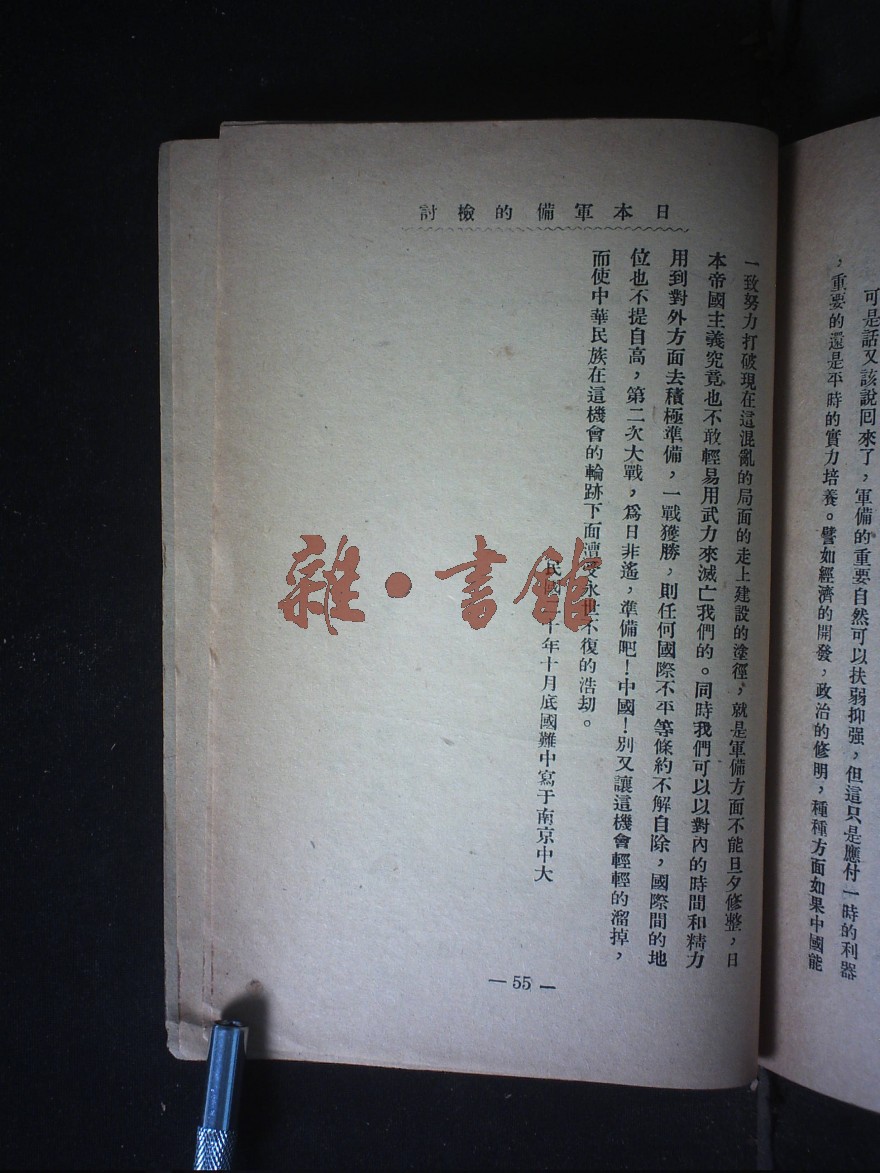 可是話又該說回來了，軍備的重要自然可以扶弱抑强，但這只是應付一時的利器
，重要的還是平時的實力培養。譬如經濟的開發，政治的修明，種種方面如果中國能
日本軍備的檢討
一致努力打破現在這混亂的局面的走上建設的塗徑，就是軍備方面不能旦夕修整，日
本帝國主義究竟也不敢輕易用武力來滅亡我們的。同時我們可以以對內的時間和精力
用到對外方面去積極準備，一戰獲勝，則任何國際不平等條約不解自除，國際間的地
位也不提自高，第二次大戰，爲日非遙，準備吧！中國！別又讓這機會輕輕的溜掉，
而使中華民族在這機會的輪跡下面遭受永世不復的浩劫。
民國二十年十月底國難中寫于南京中大
— 55 —
雜·書館